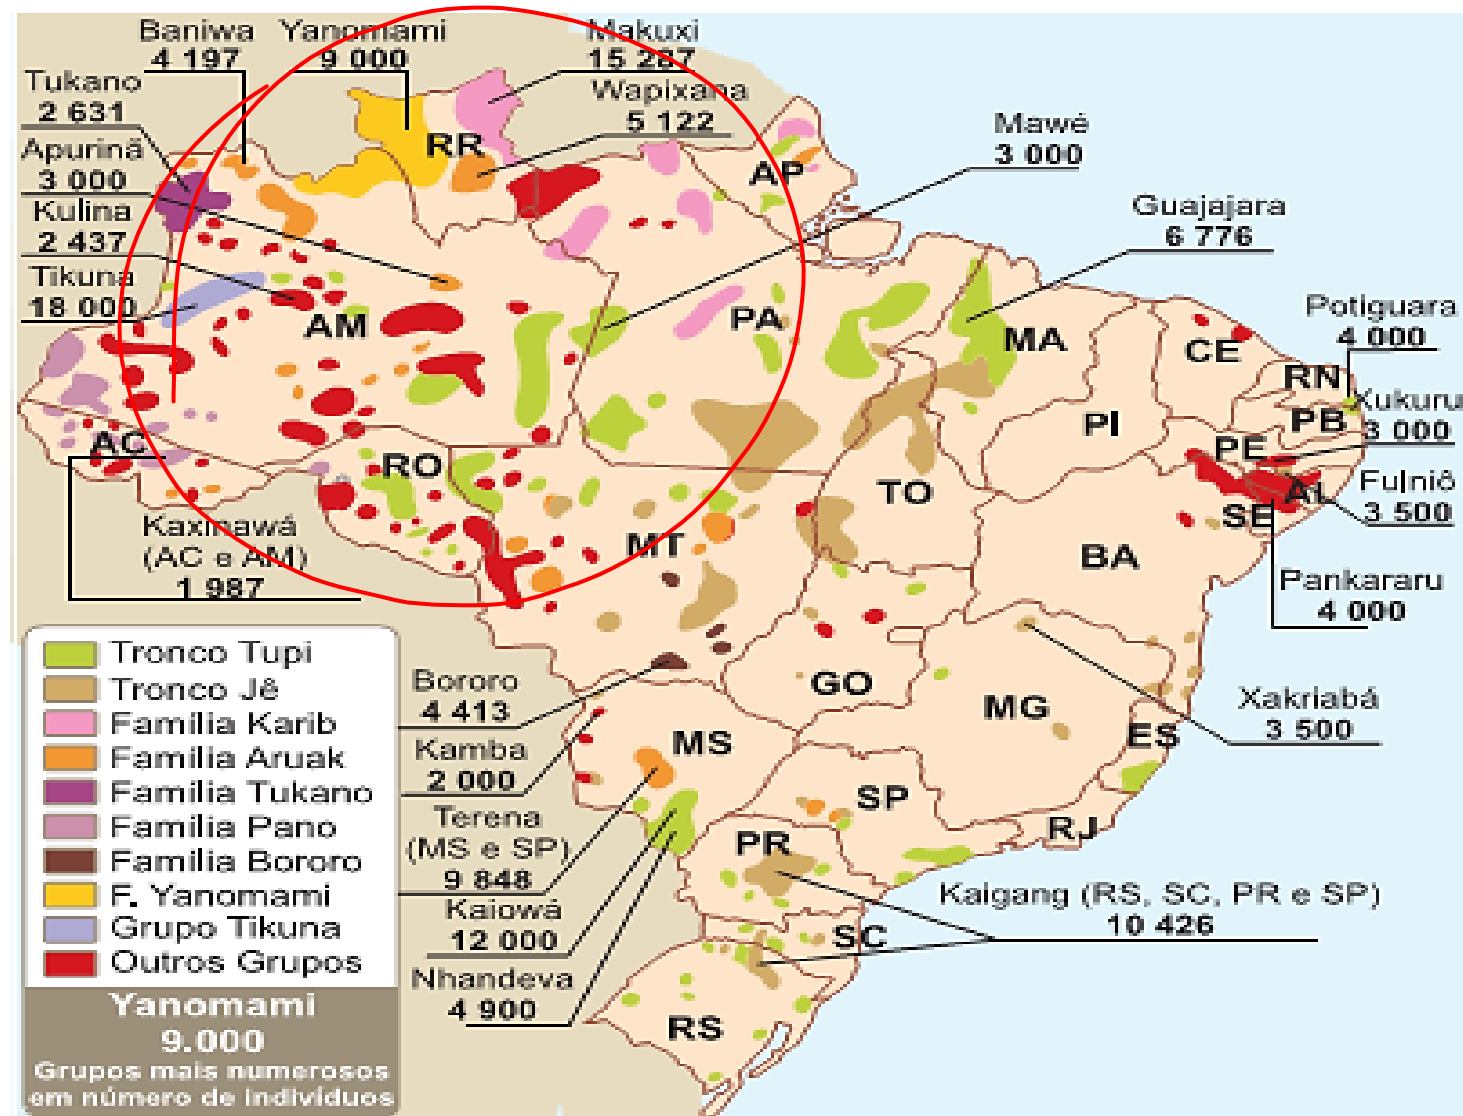 Baniwa
4 197
Yanomami
9 000
Makuxi
15 287
Tukano
2 631
Wapixana
5 122
Apurinã
3 000
Mawé
3 000
Kulina
2 437
Guajajara
6 776
Tikuna
18 000
Potiguara
4 000
Xukuru
3 000
Fulniô
3 500
Pankararu
4 000
Kaxinawá
(AC e AM)
1 987
RR
AP
AM
PA
MA
CE
RN
PB
PI
PE
AL
SE
AC
RO
TO
MT
BA
GO
MG
ES
MS
SP
RJ
PR
SC
RS
Xakriabá
3 500
Bororo
4 413
Kamba
2 000
Terena
(MS e SP)
9 848
Kaiowá
12 000
Nhandeva
4 900
Kaigang (RS, SC, PR e SP)
10 426
Tronco Tupi
Tronco Jê
Família Karib
Família Aruak
Família Tukano
Família Pano
Família Bororo
F. Yanomami
Grupo Tikuna
Outros Grupos
Yanomami
9.000
Grupos mais numerosos
em número de indivíduos